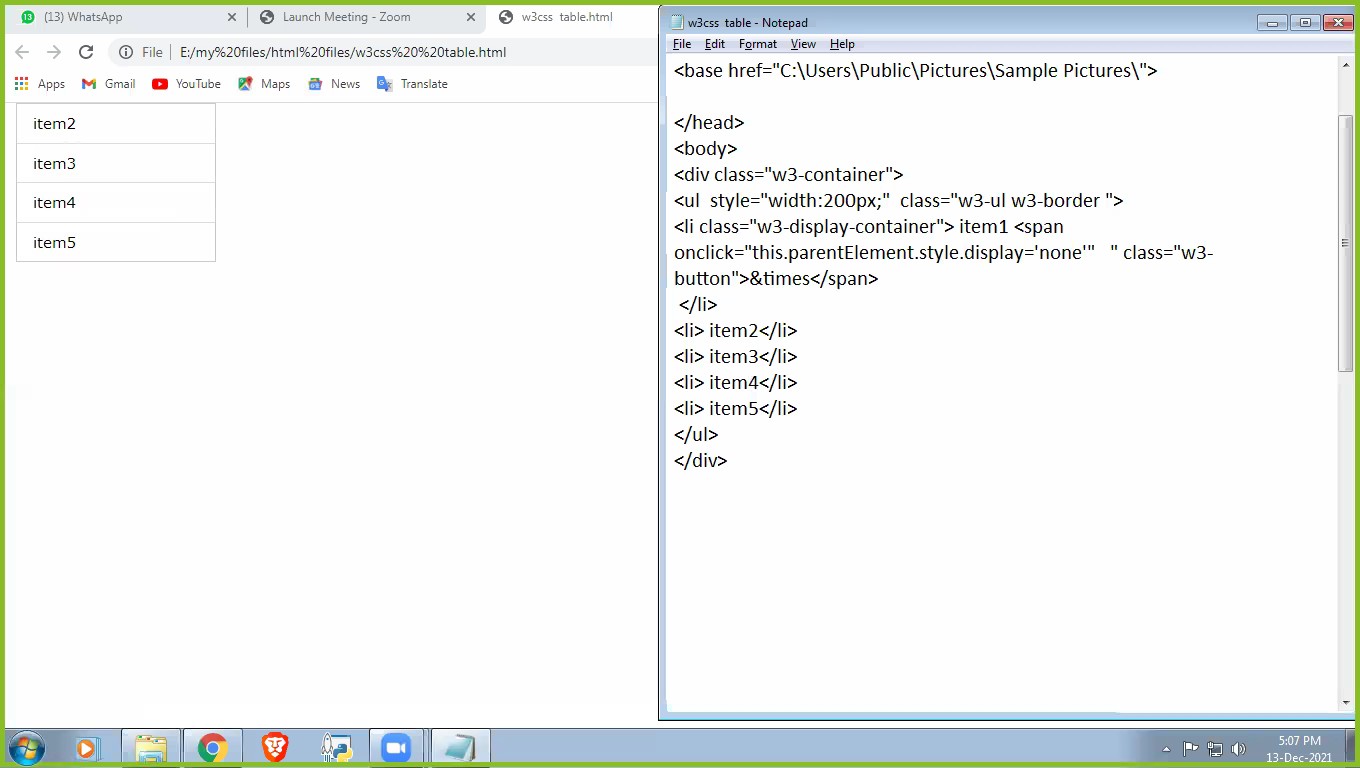 13 (13) WhatsApp
Launch Meeting - Zoom
w3css table.html
File E:/my%20files/html%20files/w3css%20%20table.html
Apps Gmail YouTube Maps News Translate
item2
item3
item4
item5
w3css table - Notepad
File Edit Format View Help
<base href="C:\Users\Public\Pictures\Sample Pictures\">
</head>
<body>
<div class="w3-container">
<ul style="width:200px;" class="w3-ul w3-border ">
<li class="w3-display-container"> item1 <span
onclick="this.parentElement.style.display='none'" " class="w3-
button">&times</span>
</li>
<li> item2</li>
<li> item3</li>
<li> item4</li>
<li> item5</li>
</ul>
</div>
5:07 PM
13-Dec-2021